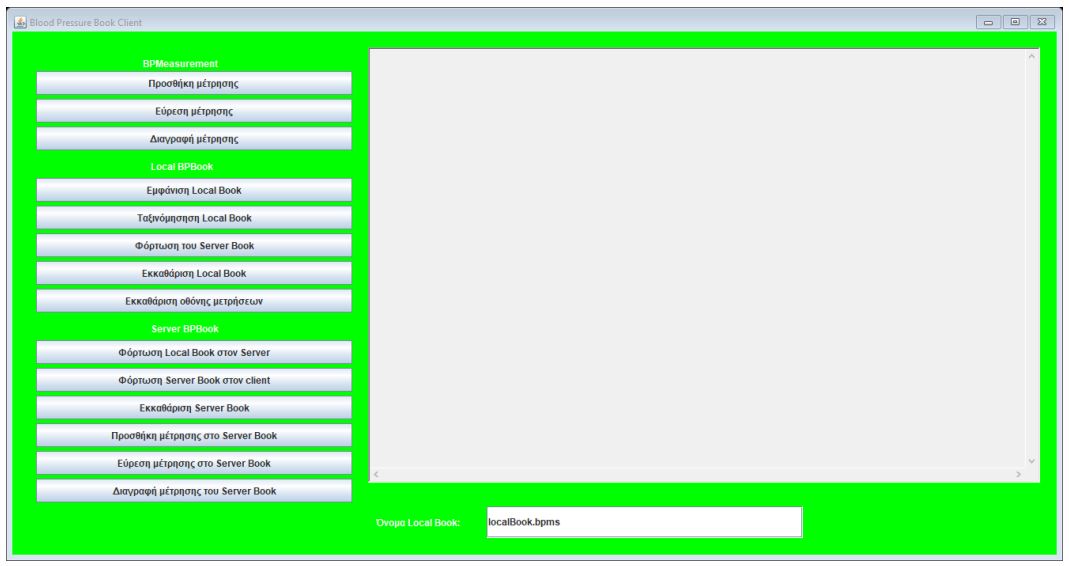 Blood Pressure Book Client
BPMeasurement
Προσθήκη μέτρησης
Εύρεση μέτρησης
Διαγραφή μέτρησης
Local BPBook
Εμφάνιση Local Book
Ταξινόμησηση Local Book
Φόρτωση του Server Book
Εκκαθάριση Local Book
Εκκαθάριση οθόνης μετρήσεων
Server BPBook
Φόρτωση Local Book στον Server
Φόρτωση Server Book στον client
Εκκαθάριση Server Book
Προσθήκη μέτρησης στο Server Book
Εύρεση μέτρησης στο Server Book
Διαγραφή μέτρησης του Server Book
Όνομα Local Book:
localBook.bpms